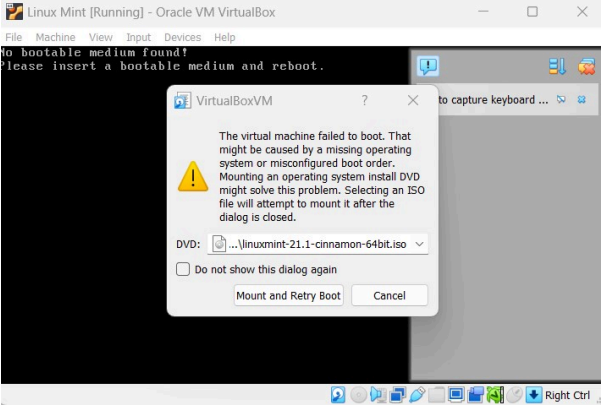 Linux Mint [Running] - Oracle VM VirtualBox
File Machine View Input Devices Help
No bootable medium found!
Please insert a bootable medium and reboot.
to capture keyboard ...
VirtualBoxVM ?
The virtual machine failed to boot. That
might be caused by a missing operating
system or misconfigured boot order.
Mounting an operating system install DVD
might solve this problem. Selecting an ISO
file will attempt to mount it after the
dialog is closed.
DVD: ...\linuxmint-21.1-cinnamon-64bit.iso
Do not show this dialog again
Mount and Retry Boot Cancel
Right Ctrl